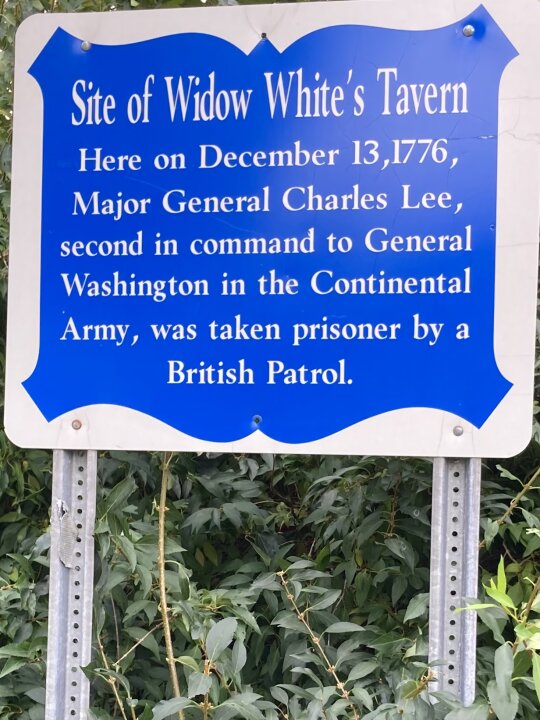 Site of Widow White's Tavern
Here on December 13,1776,
Major General Charles Lee,
second in command to General
Washington in the Continental
Army, was taken prisoner by a
British Patrol.